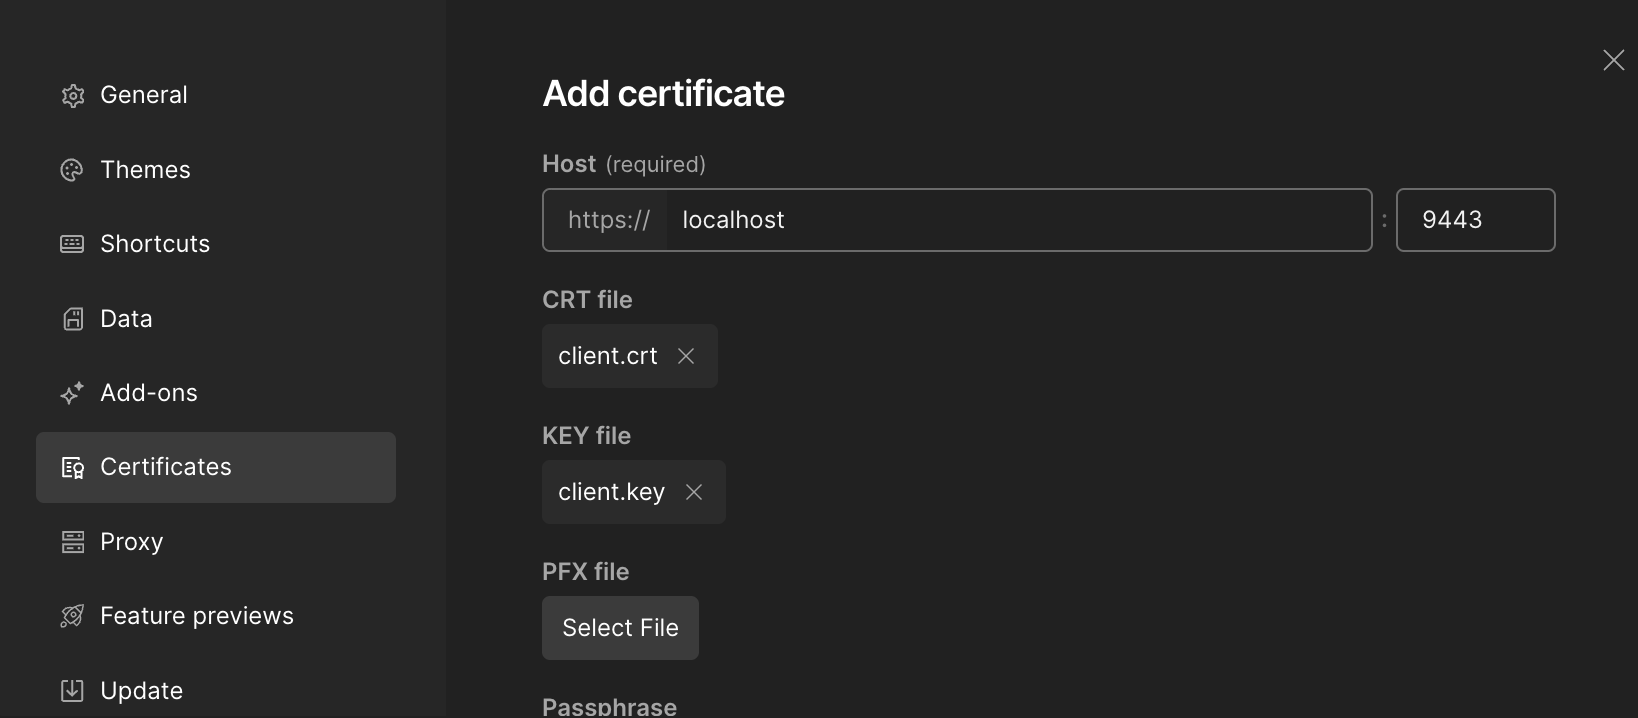 General
Themes
Shortcuts
Data
Add-ons
Certificates
Proxy
Feature previews
Update
Add certificate
Host (required)
https:// localhost : 9443
CRT file
client.crt
KEY file
client.key
PFX file
Select File
Passphrase